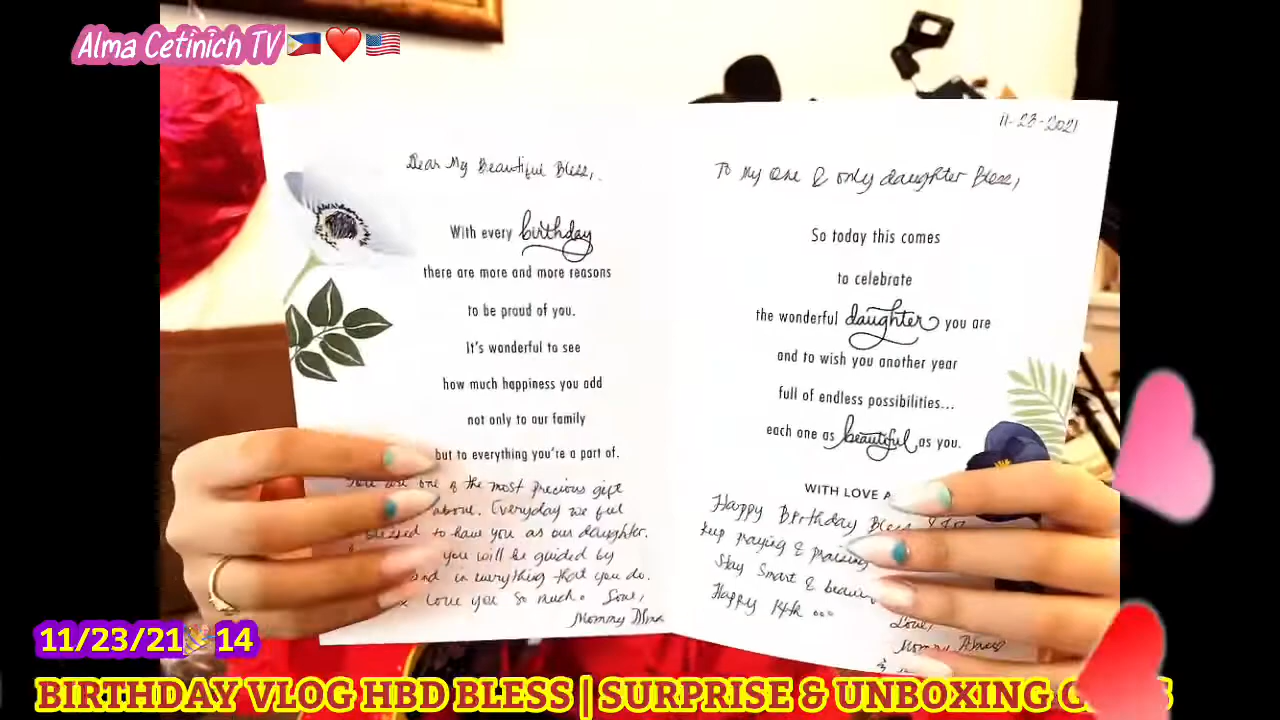 Alma Cetinich TV🇵🇭❤️🇺🇸
11-23-2021
Dear My Beautiful Bless,
With every birthday
there are more and more reasons
to be proud of you.
It's wonderful to see
how much happiness you add
not only to our family
but to everything you're a part of.
one of the most precious gift
above. Everyday we feel
blessed to have you as our daughter.
you will be guided by
and in everything that you do.
Love you so much. Love,
Mommy
To My One & only daughter Bless,
So today this comes
to celebrate
the wonderful daughter you are
and to wish you another year
full of endless possibilities...
each one as beautiful as you.
WITH LOVE
Happy Birthday Bless
keep praying & praising
Stay Smart &
Happy 14th ...
Love,
Mommy
11/23/21🎉14
BIRTHDAY VLOG HBD BLESS | SURPRISE & UNBOXING